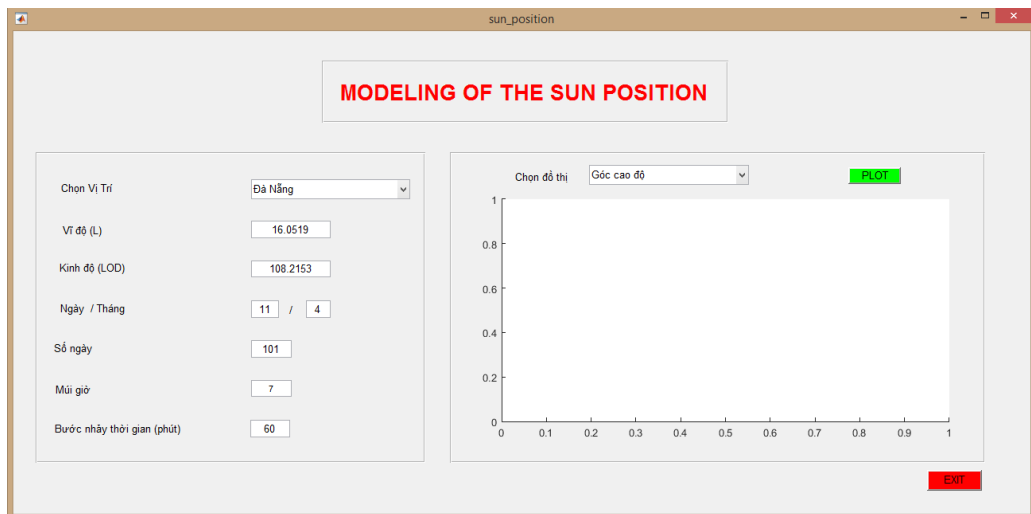 sun_position
MODELING OF THE SUN POSITION
Chọn Vị Trí
Đà Nẵng
Vĩ độ (L)
16.0519
Kinh độ (LOD)
108.2153
Ngày / Tháng
11 / 4
Số ngày
101
Múi giờ
7
Bước nhảy thời gian (phút)
60
Chọn đồ thị
Góc cao độ
PLOT
1
0.8
0.6
0.4
0.2
0
0 0.1 0.2 0.3 0.4 0.5 0.6 0.7 0.8 0.9 1
EXIT